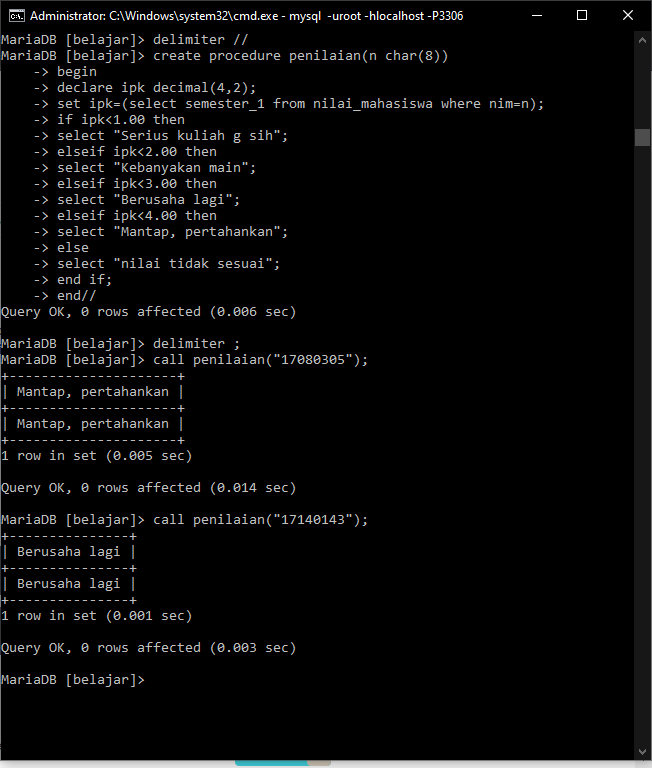 Administrator: C:\Windows\system32\cmd.exe - mysql -uroot -hlocalhost -P3306
MariaDB [belajar]> delimiter //
MariaDB [belajar]> create procedure penilaian(n char(8))
    -> begin
    -> declare ipk decimal(4,2);
    -> set ipk=(select semester_1 from nilai_mahasiswa where nim=n);
    -> if ipk<1.00 then
    -> select "Serius kuliah g sih";
    -> elseif ipk<2.00 then
    -> select "Kebanyakan main";
    -> elseif ipk<3.00 then
    -> select "Berusaha lagi";
    -> elseif ipk<4.00 then
    -> select "Mantap, pertahankan";
    -> else
    -> select "nilai tidak sesuai";
    -> end if;
    -> end//
Query OK, 0 rows affected (0.006 sec)

MariaDB [belajar]> delimiter ;
MariaDB [belajar]> call penilaian("17080305");
+---------------------+
| Mantap, pertahankan |
+---------------------+
| Mantap, pertahankan |
+---------------------+
1 row in set (0.005 sec)

Query OK, 0 rows affected (0.014 sec)

MariaDB [belajar]> call penilaian("17140143");
+---------------+
| Berusaha lagi |
+---------------+
| Berusaha lagi |
+---------------+
1 row in set (0.001 sec)

Query OK, 0 rows affected (0.003 sec)

MariaDB [belajar]>